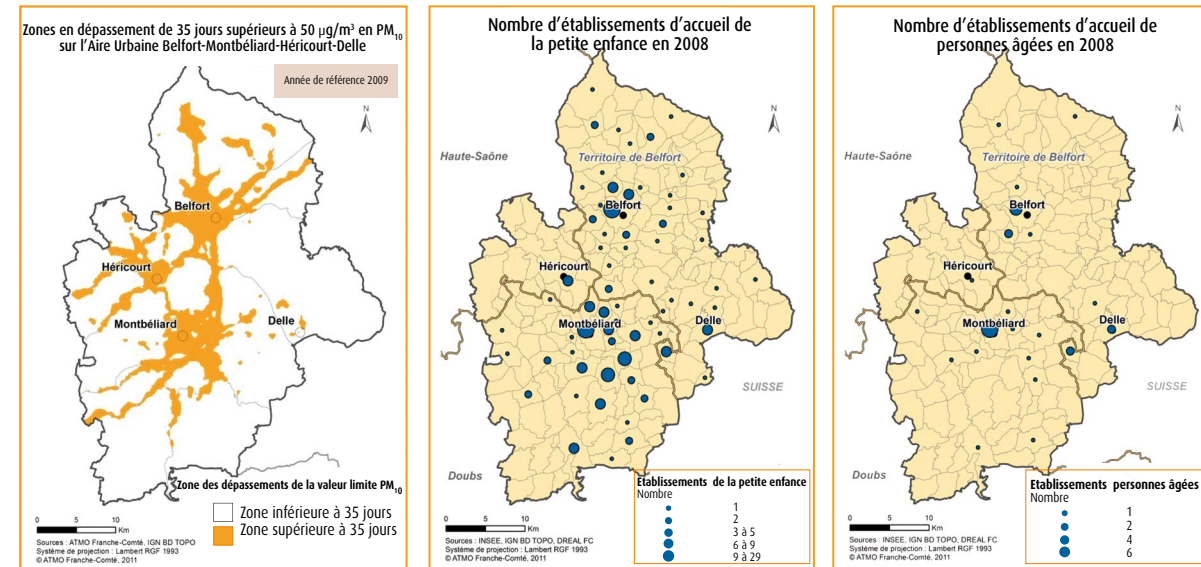 Zones en dépassement de 35 jours supérieurs à 50 µg/m³ en PM₁₀
sur l'Aire Urbaine Belfort-Montbéliard-Héricourt-Delle
Année de référence 2009
N
Belfort
Héricourt
Montbéliard
Delle
Zone des dépassements de la valeur limite PM₁₀
Zone inférieure à 35 jours
Zone supérieure à 35 jours
0 5 10
Km
Sources : ATMO Franche-Comté, IGN BD TOPO
Système de projection : Lambert RGF 1993
© ATMO Franche-Comté, 2011
Nombre d'établissements d'accueil de
la petite enfance en 2008
N
Haute-Saône
Territoire de Belfort
Belfort
Héricourt
Montbéliard
Delle
SUISSE
Doubs
Etablissements de la petite enfance
Nombre
1
2
3 à 5
6 à 9
9 à 29
0 5 10
Km
Sources : INSEE, IGN BD TOPO, DREAL FC
Système de projection : Lambert RGF 1993
© ATMO Franche-Comté, 2011
Nombre d'établissements d'accueil de
personnes âgées en 2008
N
Haute-Saône
Territoire de Belfort
Belfort
Héricourt
Montbéliard
Delle
SUISSE
Doubs
Etablissements personnes âgées
Nombre
1
2
4
6
0 5 10
Km
Sources : INSEE, IGN BD TOPO, DREAL FC
Système de projection : Lambert RGF 1993
© ATMO Franche-Comté, 2011